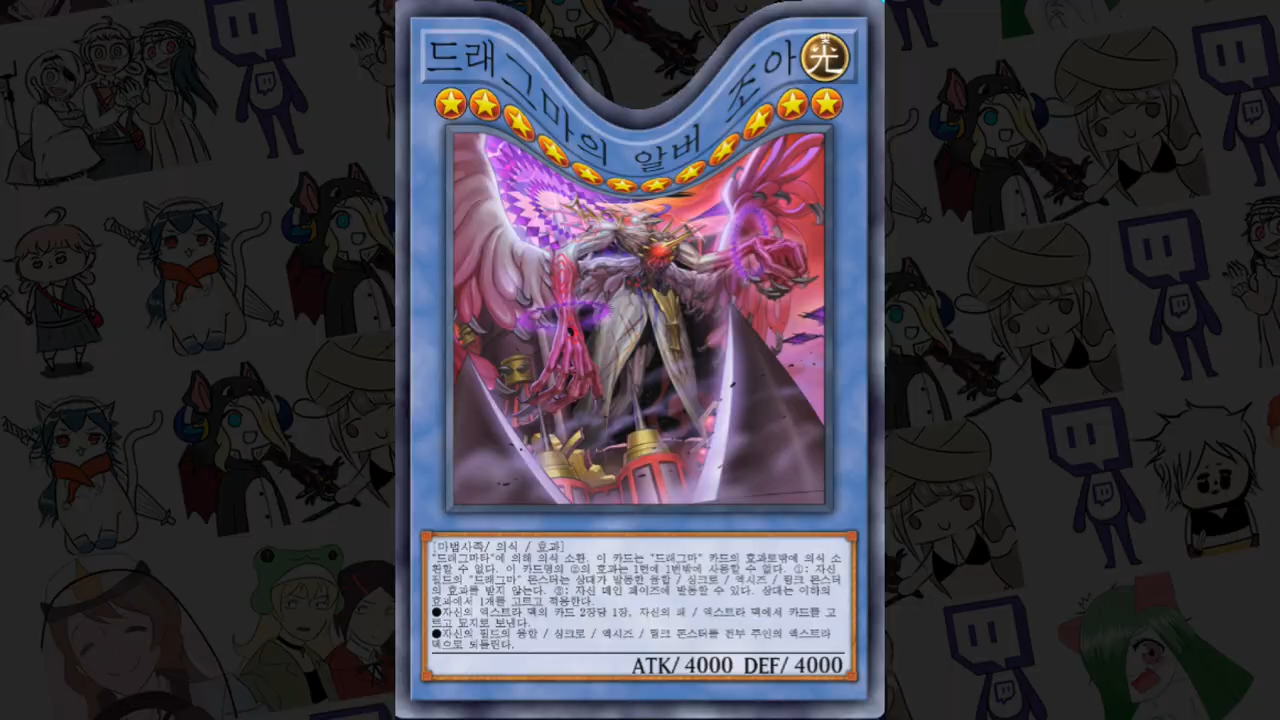 드래그마의 알버 조아
빛
光
[마법사족/ 의식 / 효과]
"드래그마타"에 의해 의식 소환. 이 카드는 "드래그마" 카드의 효과로밖에 의식 소
환할 수 없다. 이 카드명의 ②의 효과는 1턴에 1번밖에 사용할 수 없다. ①: 자신
필드의 "드래그마" 몬스터는 상대가 발동한 융합 / 싱크로 / 엑시즈 / 링크 몬스터
의 효과를 받지 않는다. ②: 자신 메인 페이즈에 발동할 수 있다. 상대는 이하의
효과에서 1개를 고르고 적용한다.
●자신의 엑스트라 덱의 카드 2장당 1장, 자신의 패 / 엑스트라 덱에서 카드를 고
르고 묘지로 보낸다.
●자신의 필드의 융합 / 싱크로 / 엑시즈 / 링크 몬스터를 전부 주인의 엑스트라
덱으로 되돌린다.
ATK/ 4000 DEF/ 4000